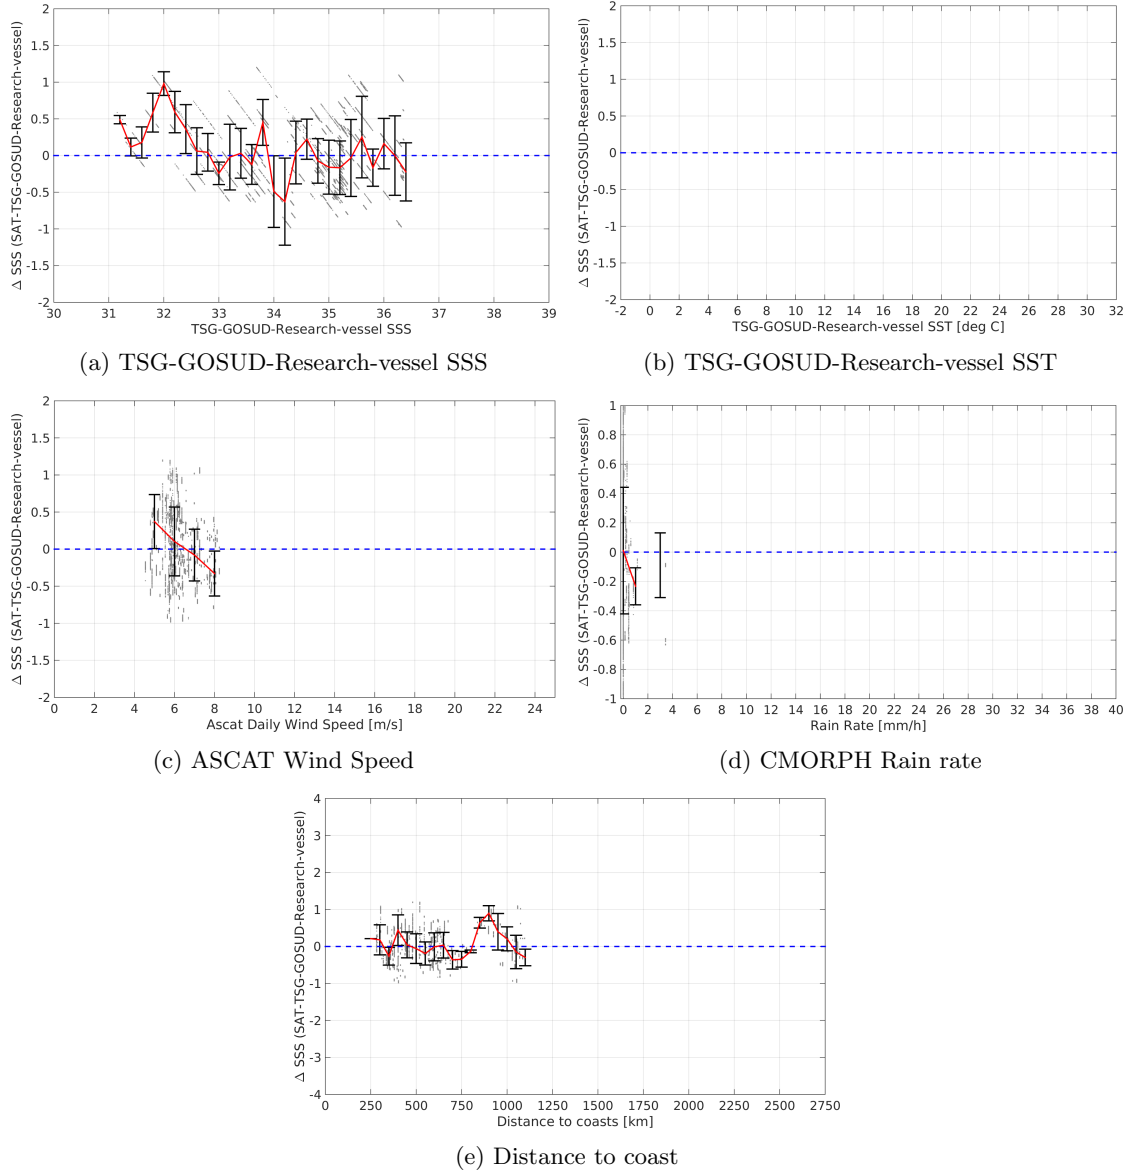 Δ SSS (SAT-TSG-GOSUD-Research-vessel)
2
1.5
1
0.5
0
-0.5
-1
-1.5
-2
30 31 32 33 34 35 36 37 38 39
TSG-GOSUD-Research-vessel SSS
(a) TSG-GOSUD-Research-vessel SSS
Δ SSS (SAT-TSG-GOSUD-Research-vessel)
2
1.5
1
0.5
0
-0.5
-1
-1.5
-2
-2 0 2 4 6 8 10 12 14 16 18 20 22 24 26 28 30 32
TSG-GOSUD-Research-vessel SST [deg C]
(b) TSG-GOSUD-Research-vessel SST
Δ SSS (SAT-TSG-GOSUD-Research-vessel)
2
1.5
1
0.5
0
-0.5
-1
-1.5
-2
0 2 4 6 8 10 12 14 16 18 20 22 24
Ascat Daily Wind Speed [m/s]
(c) ASCAT Wind Speed
Δ SSS (SAT-TSG-GOSUD-Research-vessel)
1
0.8
0.6
0.4
0.2
0
-0.2
-0.4
-0.6
-0.8
-1
0 2 4 6 8 10 12 14 16 18 20 22 24 26 28 30 32 34 36 38 40
Rain Rate [mm/h]
(d) CMORPH Rain rate
Δ SSS (SAT-TSG-GOSUD-Research-vessel)
4
3
2
1
0
-1
-2
-3
-4
0 250 500 750 1000 1250 1500 1750 2000 2250 2500 2750
Distance to coasts [km]
(e) Distance to coast